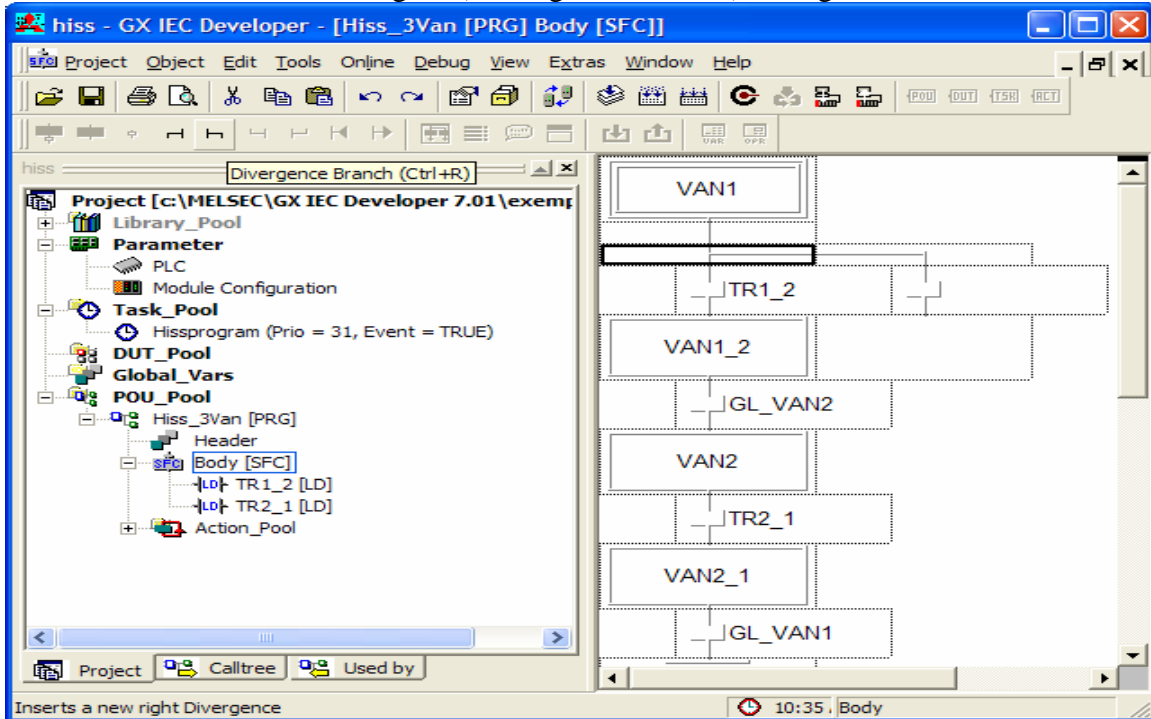 hiss - GX IEC Developer - [Hiss_3Van [PRG] Body [SFC]]
Project Object Edit Tools Online Debug View Extras Window Help
POU DUT TSK ACT
VAR OPR
hiss
Divergence Branch (Ctrl+R)
Project [c:\MELSEC\GX IEC Developer 7.01\exemp
Library_Pool
Parameter
PLC
Module Configuration
Task_Pool
Hissprogram (Prio = 31, Event = TRUE)
DUT_Pool
Global_Vars
POU_Pool
Hiss_3Van [PRG]
Header
Body [SFC]
TR1_2 [LD]
TR2_1 [LD]
Action_Pool
Project Calltree Used by
VAN1
TR1_2
VAN1_2
GL_VAN2
VAN2
TR2_1
VAN2_1
GL_VAN1
Inserts a new right Divergence
10:35 Body